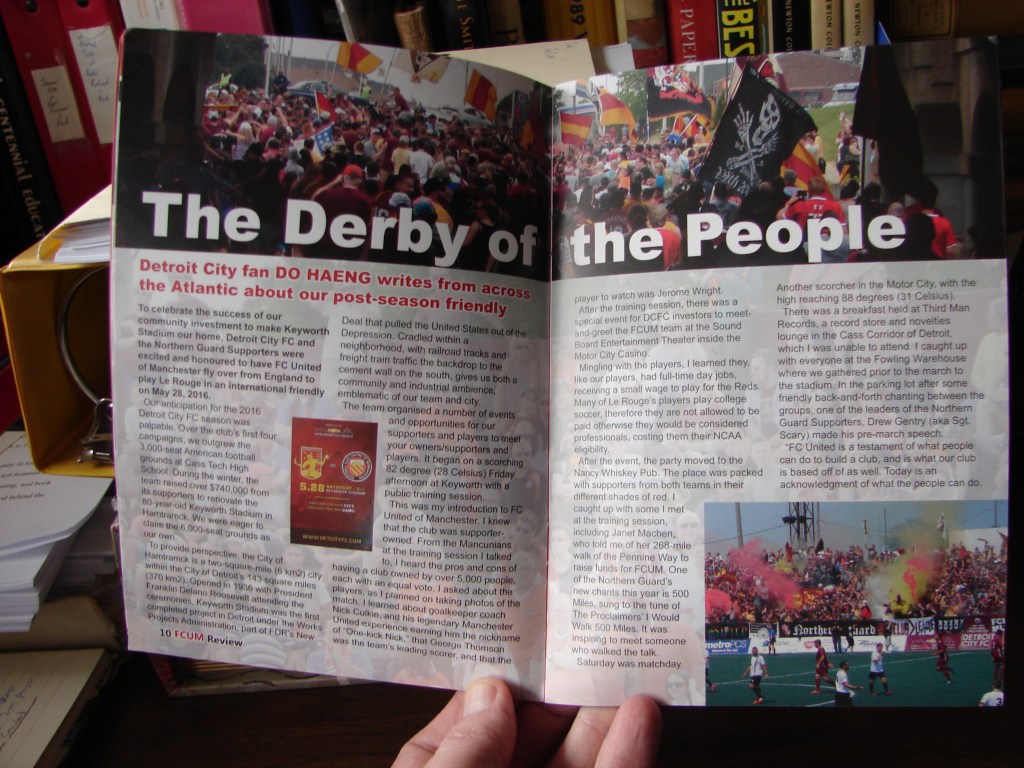 The Derby of the People
Detroit City fan DO HAENG writes from across
the Atlantic about our post-season friendly
To celebrate the success of our
community investment to make Keyworth
Stadium our home, Detroit City FC and
the Northern Guard Supporters were
excited and honoured to have FC United
of Manchester fly over from England to
play Le Rouge in an international friendly
on May 28, 2016.
Our anticipation for the 2016
Detroit City FC season was
palpable. Over the club's first four
campaigns, we outgrew the
3,000-seat American football
grounds at Cass Tech High
School. During the winter, the
team raised over $740,000 from
its supporters to renovate the
80-year-old Keyworth Stadium in
Hamtramck. We were eager to
claim the 6,000-seat grounds as
our own.
To provide perspective, the City of
Hamtramck is a two-square-mile (6 km2) city
within the City of Detroit's 143 square miles
(370 km2). Opened in 1936 with President
Franklin Delano Roosevelt attending the
ceremonies, Keyworth Stadium was the first
completed project in Detroit under the Works
Project Administration, part of FDR's New
10 FCUM Review
Deal that pulled the United States out of the
Depression. Cradled within a
neighborhood, with railroad tracks and
freight train traffic the backdrop to the
cement wall on the south, gives us both a
community and industrial ambience,
emblematic of our team and city.
The team organised a number of events
and opportunities for our
supporters and players to meet
your owners/supporters and
players. It began on a scorching
82 degree (28 Celsius) Friday
afternoon at Keyworth with a
public training session.
This was my introduction to FC
United of Manchester. I knew
that the club was supporter-
owned. From the Mancunians
at the training session I talked
to, I heard the pros and cons of
having a club owned by over 5,000 people,
each with an equal vote. I asked about the
players, as I planned on taking photos of the
match. I learned about goalkeeper coach
Nick Culkin, and his legendary Manchester
United experience earning him the nickname
of "One-kick Nick," that George Thomson
was the team's leading scorer, and that the
5.28
WWW.DETCITYFC.COM
player to watch was Jerome Wright.
After the training session, there was a
special event for DCFC investors to meet-
and-greet the FCUM team at the Sound
Board Entertainment Theater inside the
Motor City Casino.
Mingling with the players, I learned they,
like our players, had full-time day jobs,
receiving a small wage to play for the Reds.
Many of Le Rouge's players play college
soccer, therefore they are not allowed to be
paid otherwise they would be considered
professionals, costing them their NCAA
eligibility.
After the event, the party moved to the
Nancy Whiskey Pub. The place was packed
with supporters from both teams in their
different shades of red. I
caught up with some I met
at the training session,
including Janet Machen,
who told me of her 268-mile
walk of the Pennine Way to
raise funds for FCUM. One
of the Northern Guard's
new chants this year is 500
Miles, sung to the tune of
The Proclaimers' I Would
Walk 500 Miles. It was
inspiring to meet someone
who walked the talk.
Saturday was matchday.
Another scorcher in the Motor City, with the
high reaching 88 degrees (31 Celsius).
There was a breakfast held at Third Man
Records, a record store and novelties
lounge in the Cass Corridor of Detroit,
which I was unable to attend. I caught up
with everyone at the Fowling Warehouse
where we gathered prior to the march to
the stadium. In the parking lot after some
friendly back-and-forth chanting between the
groups, one of the leaders of the Northern
Guard Supporters, Drew Gentry (aka Sgt.
Scary) made his pre-march speech.
"FC United is a testament of what people
can do to build a club, and is what our club
is based off of as well. Today is an
acknowledgment of what the people can do.
metroPCS
Northern Guard
DETROIT
CITY FC
PAPER
BES
NEWTON
CENTENNIAL